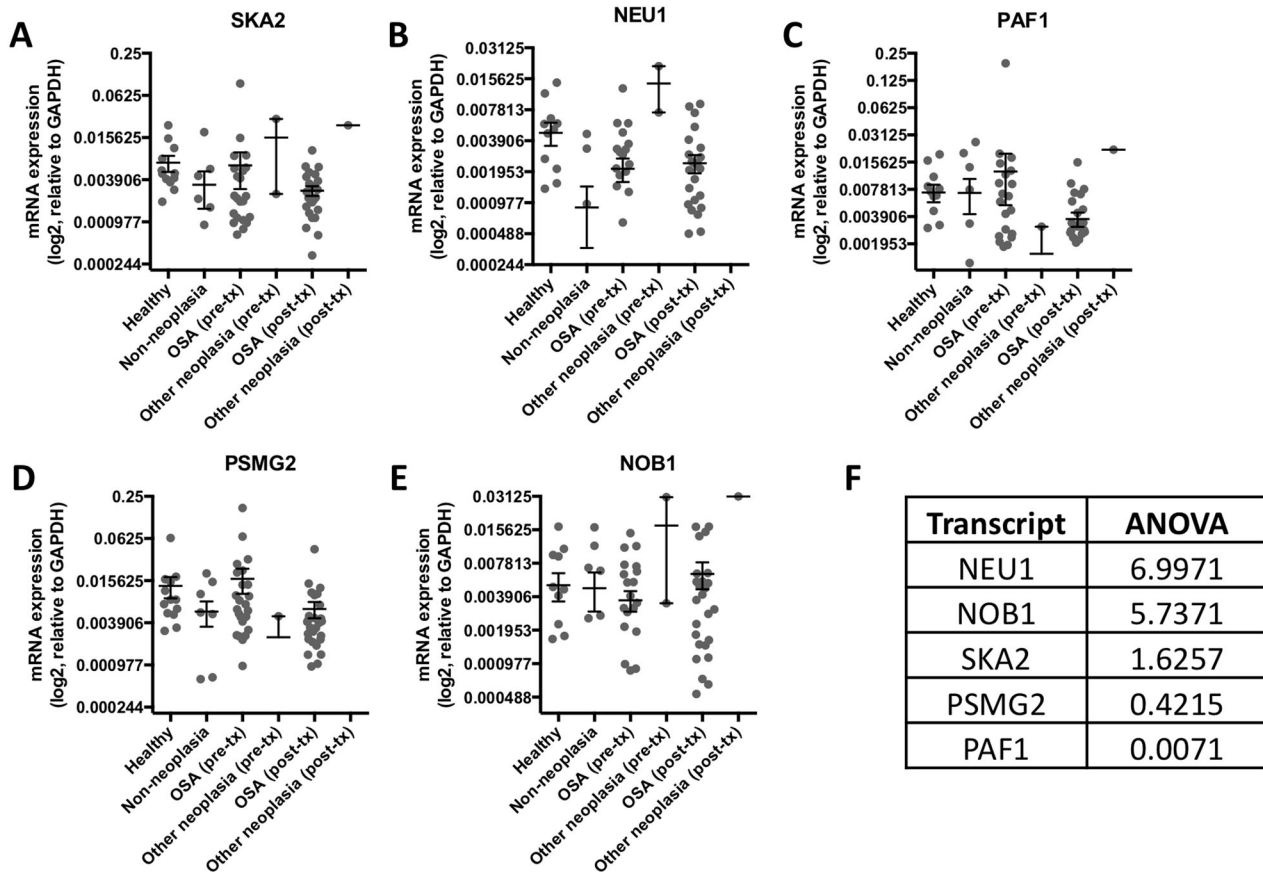 A
SKA2
mRNA expression
(log2, relative to GAPDH)
0.25
0.0625
0.015625
0.003906
0.000977
0.000244
Healthy
Non-neoplasia
OSA (pre-tx)
Other neoplasia (pre-tx)
OSA (post-tx)
Other neoplasia (post-tx)
B
NEU1
mRNA expression
(log2, relative to GAPDH)
0.03125
0.015625
0.007813
0.003906
0.001953
0.000977
0.000488
0.000244
Healthy
Non-neoplasia
OSA (pre-tx)
Other neoplasia (pre-tx)
OSA (post-tx)
Other neoplasia (post-tx)
C
PAF1
mRNA expression
(log2, relative to GAPDH)
0.25
0.125
0.0625
0.03125
0.015625
0.007813
0.003906
0.001953
Healthy
Non-neoplasia
OSA (pre-tx)
Other neoplasia (pre-tx)
OSA (post-tx)
Other neoplasia (post-tx)
D
PSMG2
mRNA expression
(log2, relative to GAPDH)
0.25
0.0625
0.015625
0.003906
0.000977
0.000244
Healthy
Non-neoplasia
OSA (pre-tx)
Other neoplasia (pre-tx)
OSA (post-tx)
Other neoplasia (post-tx)
E
NOB1
mRNA expression
(log2, relative to GAPDH)
0.03125
0.015625
0.007813
0.003906
0.001953
0.000977
0.000488
Healthy
Non-neoplasia
OSA (pre-tx)
Other neoplasia (pre-tx)
OSA (post-tx)
Other neoplasia (post-tx)
F
Transcript ANOVA
NEU1 6.9971
NOB1 5.7371
SKA2 1.6257
PSMG2 0.4215
PAF1 0.0071